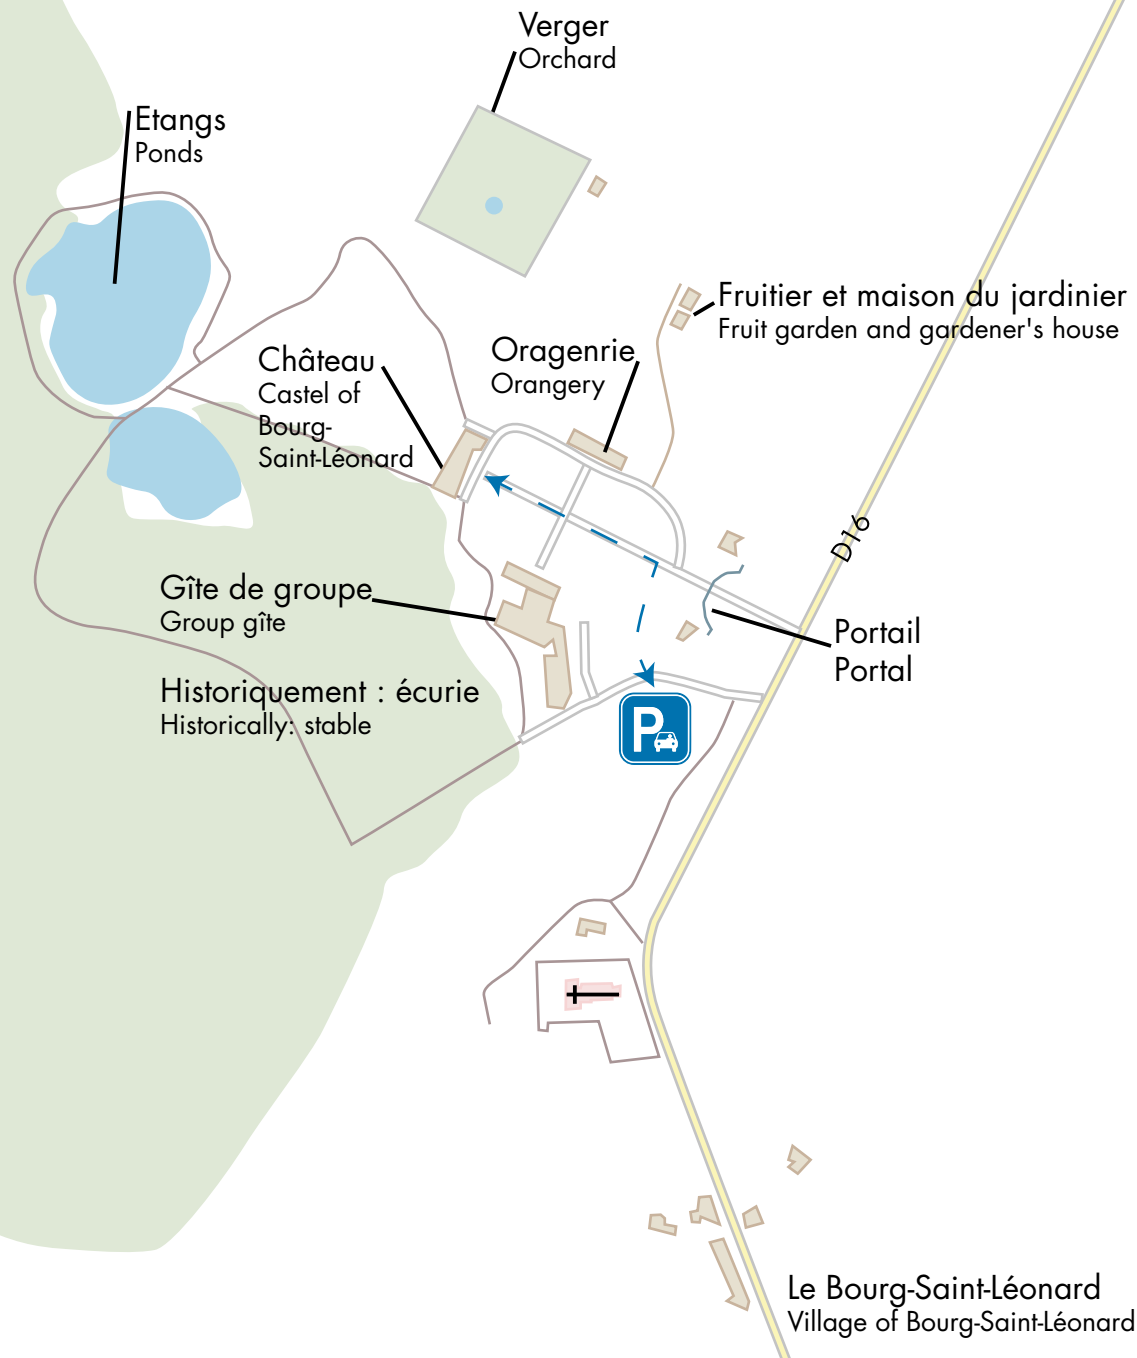 Verger
Orchard
Etangs
Ponds
Fruitier et maison du jardinier
Fruit garden and gardener's house
Château
Castel of
Bourg-
Saint-Léonard
Oragenrie
Orangery
D16
Gîte de groupe
Group gîte
Portail
Portal
Historiquement : écurie
Historically: stable
P
Le Bourg-Saint-Léonard
Village of Bourg-Saint-Léonard